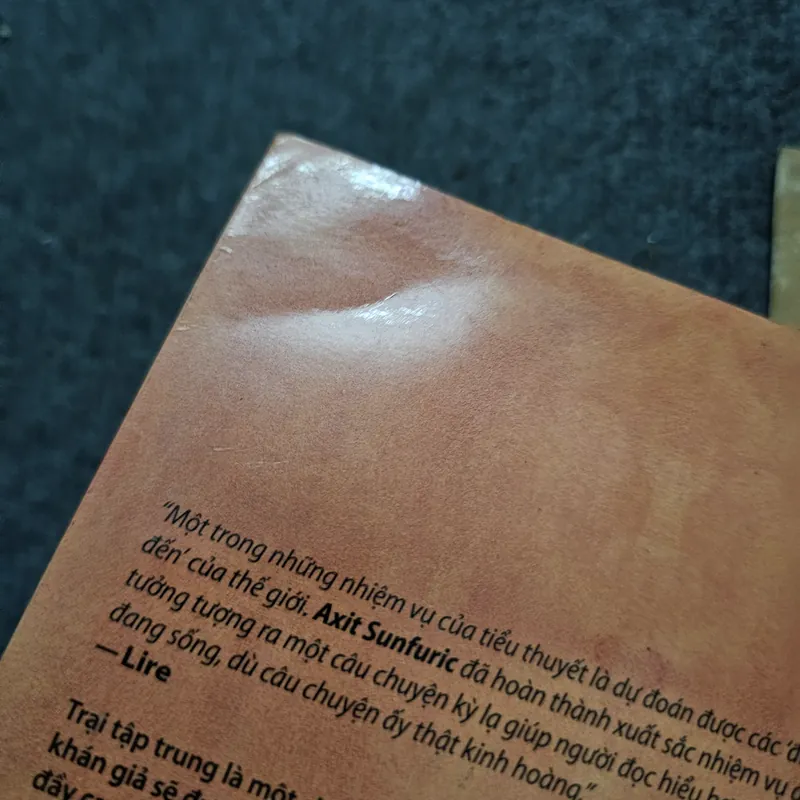 “Một trong những nhiệm vụ của tiểu thuyết là dự đoán được các
đến’ của thế giới. Axit Sunfuric đã hoàn thành xuất sắc nhiệm vụ
tưởng tượng ra một câu chuyện kỳ lạ giúp người đọc hiểu
đang sống, dù câu chuyện ấy thật kinh hoàng.”
— Lire
Trại tập trung là một
khán giả sẽ
đầy